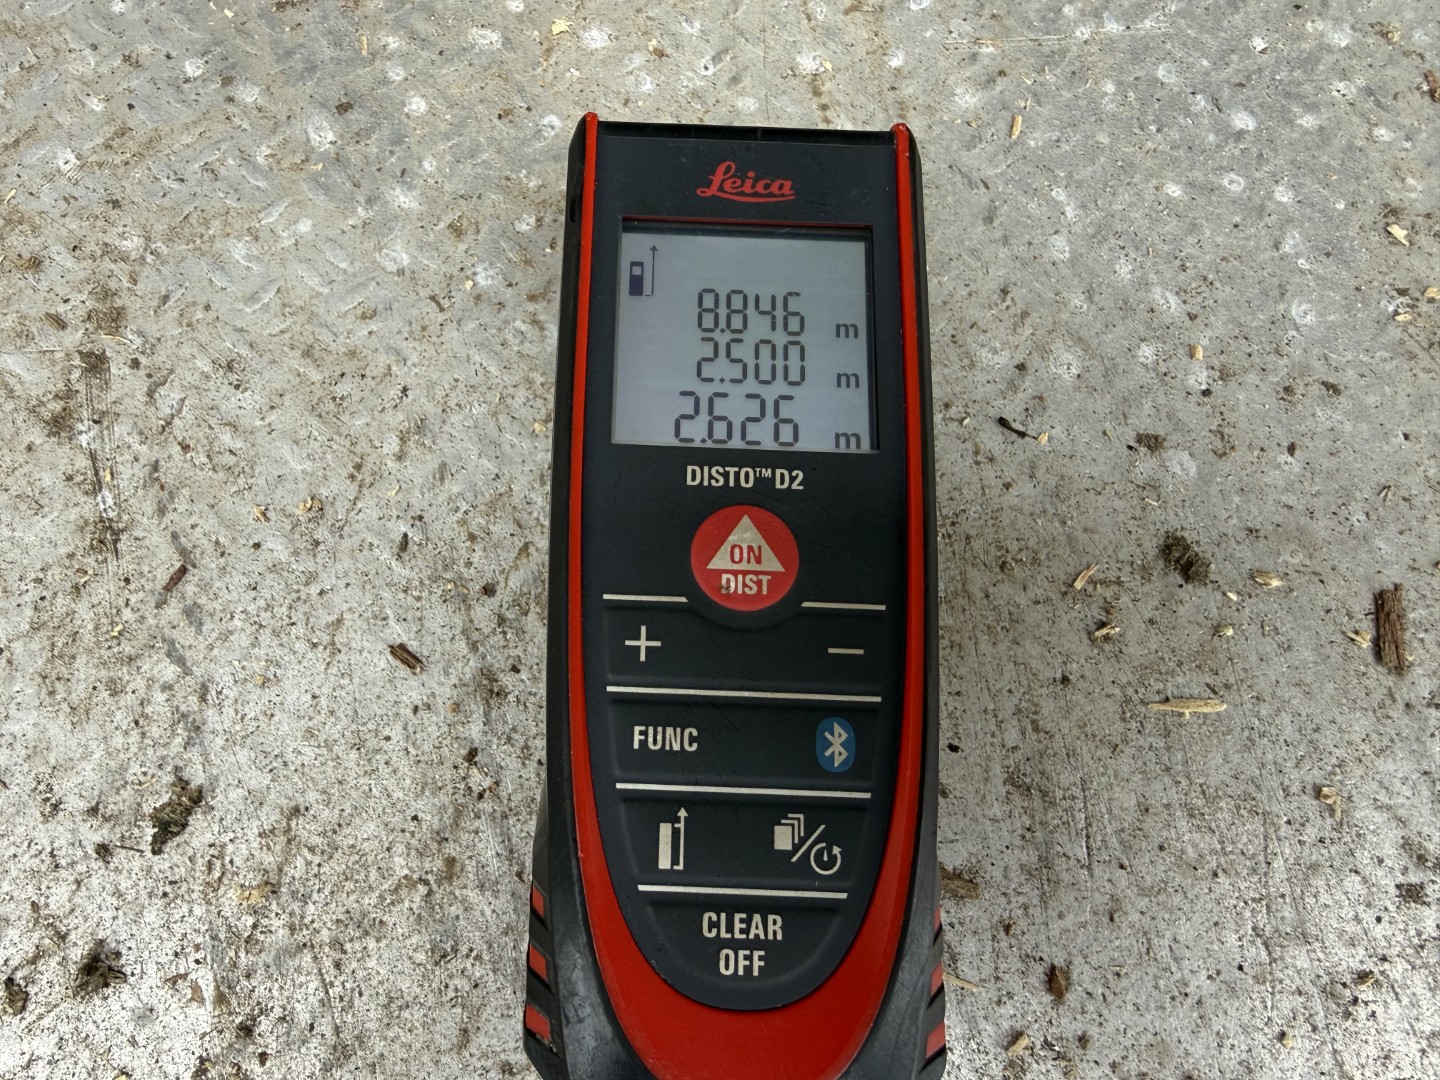 Leica
8.846 m
2.500 m
2.626 m
DISTO™ D2
ON
DIST
+ −
FUNC
CLEAR
OFF